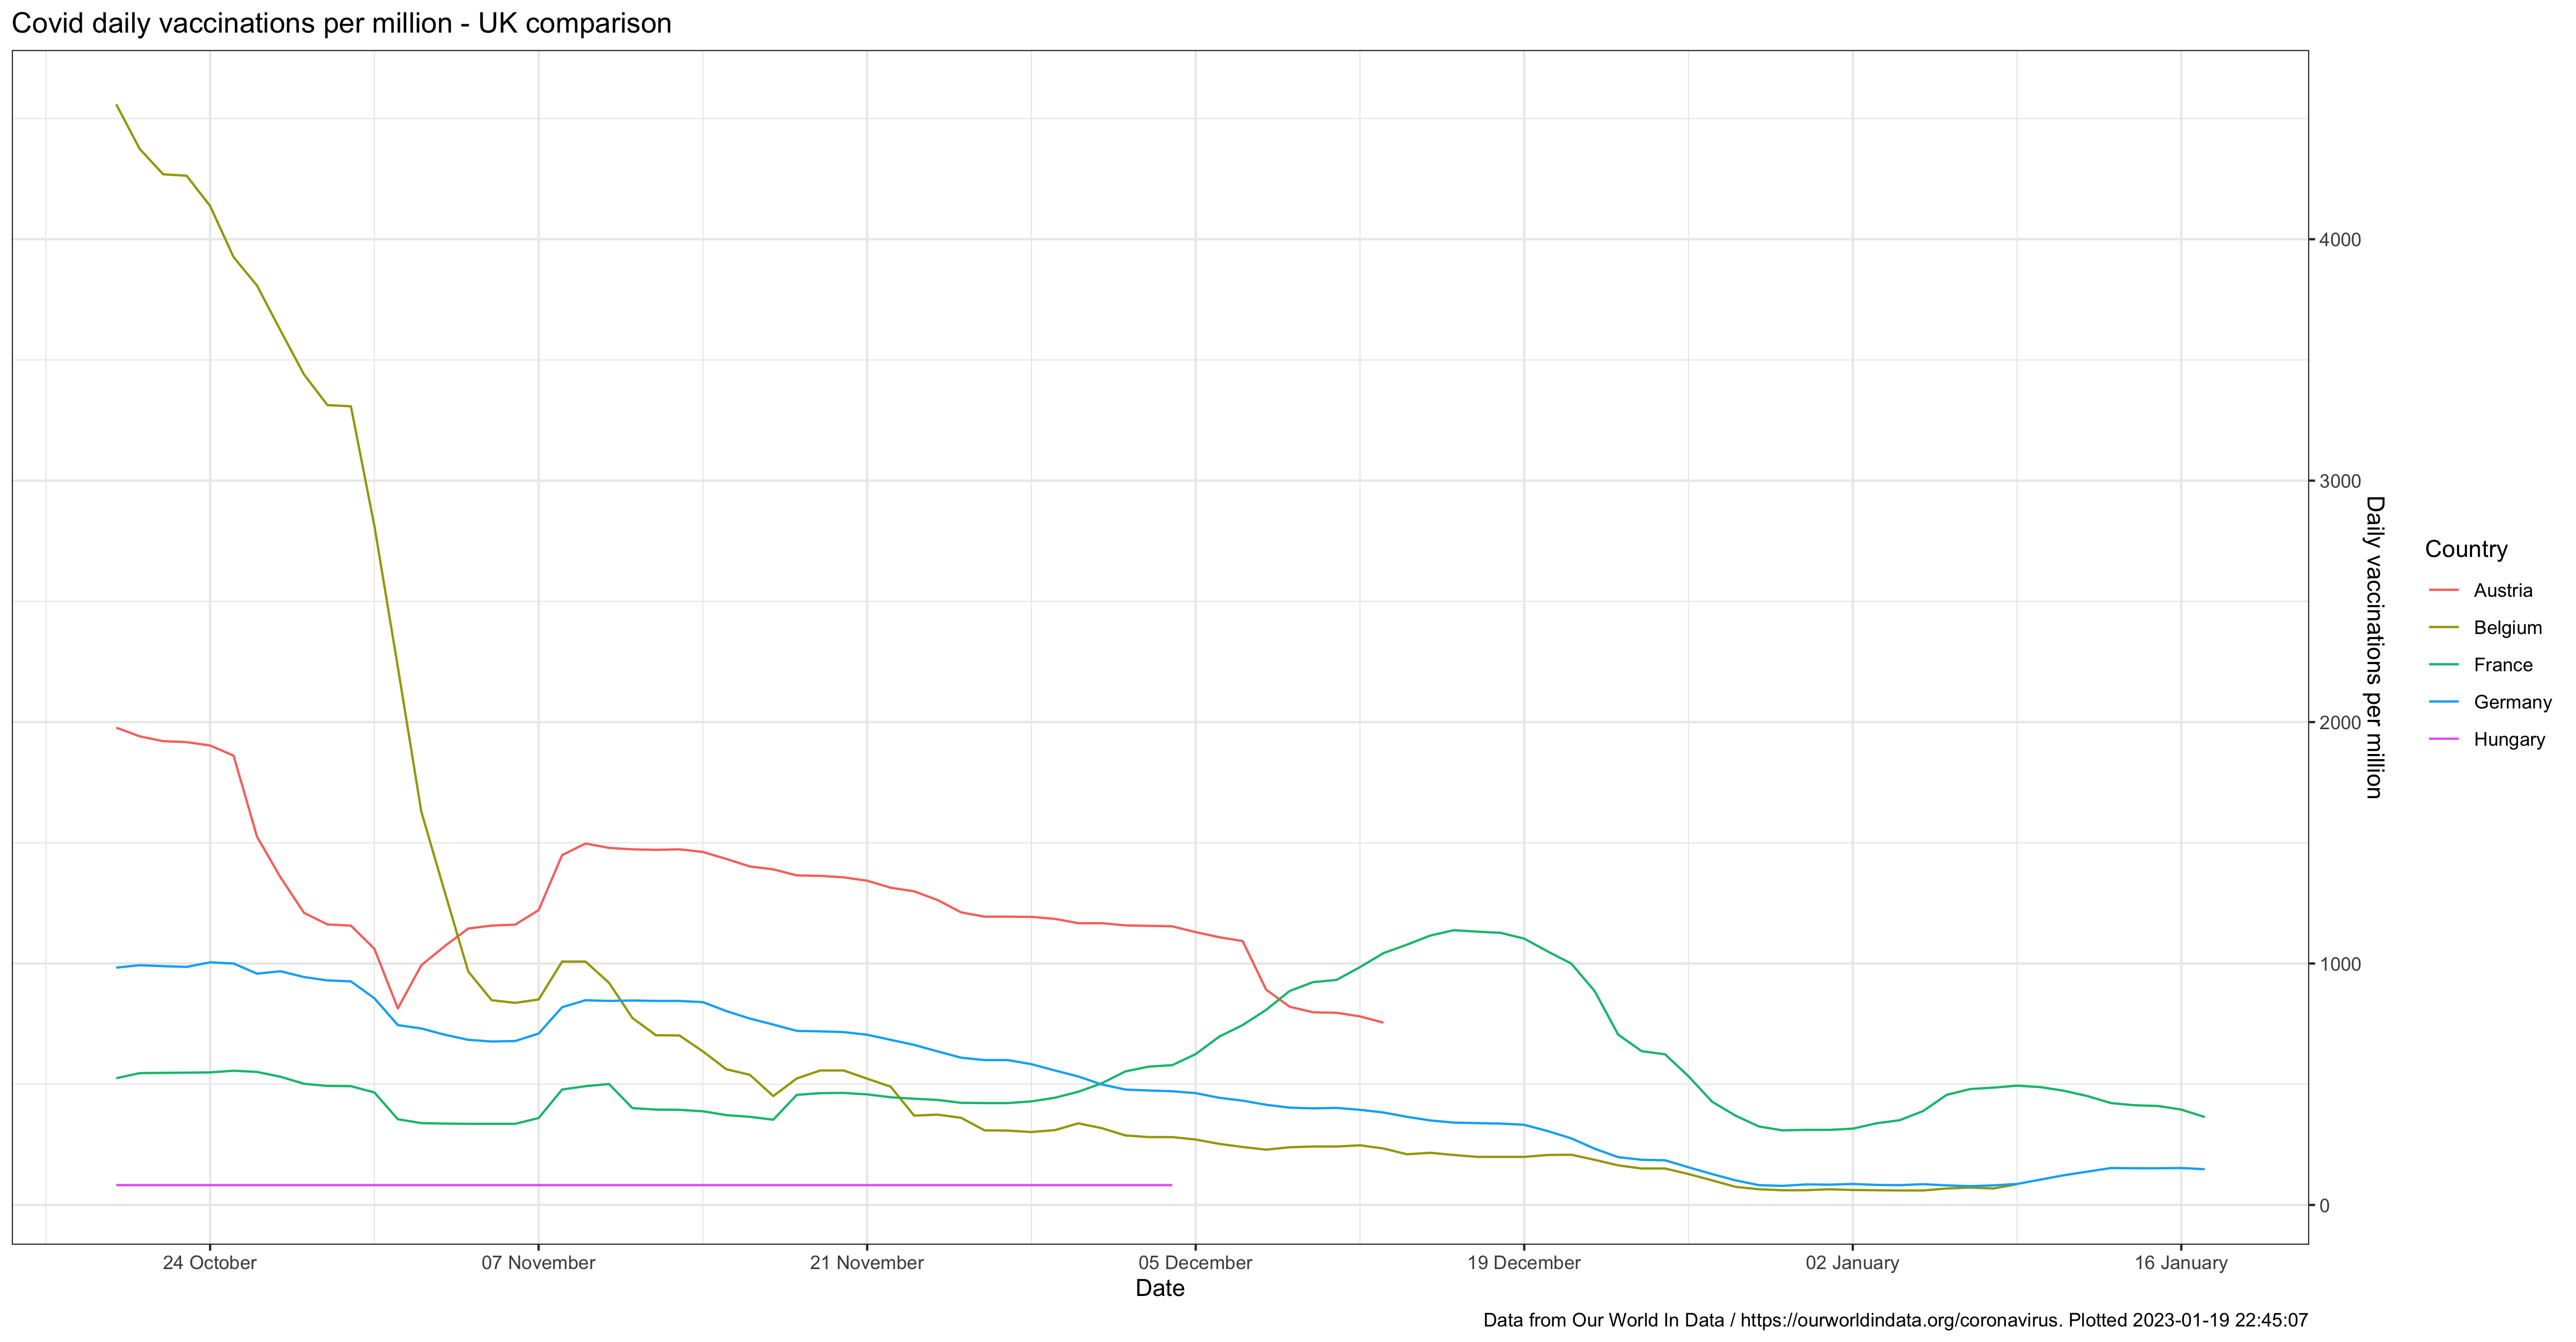 Covid daily vaccinations per million - UK comparison
4000
3000
2000
1000
0
Daily vaccinations per million
Country
Austria
Belgium
France
Germany
Hungary
24 October
07 November
21 November
05 December
19 December
02 January
16 January
Date
Data from Our World In Data / https://ourworldindata.org/coronavirus. Plotted 2023-01-19 22:45:07